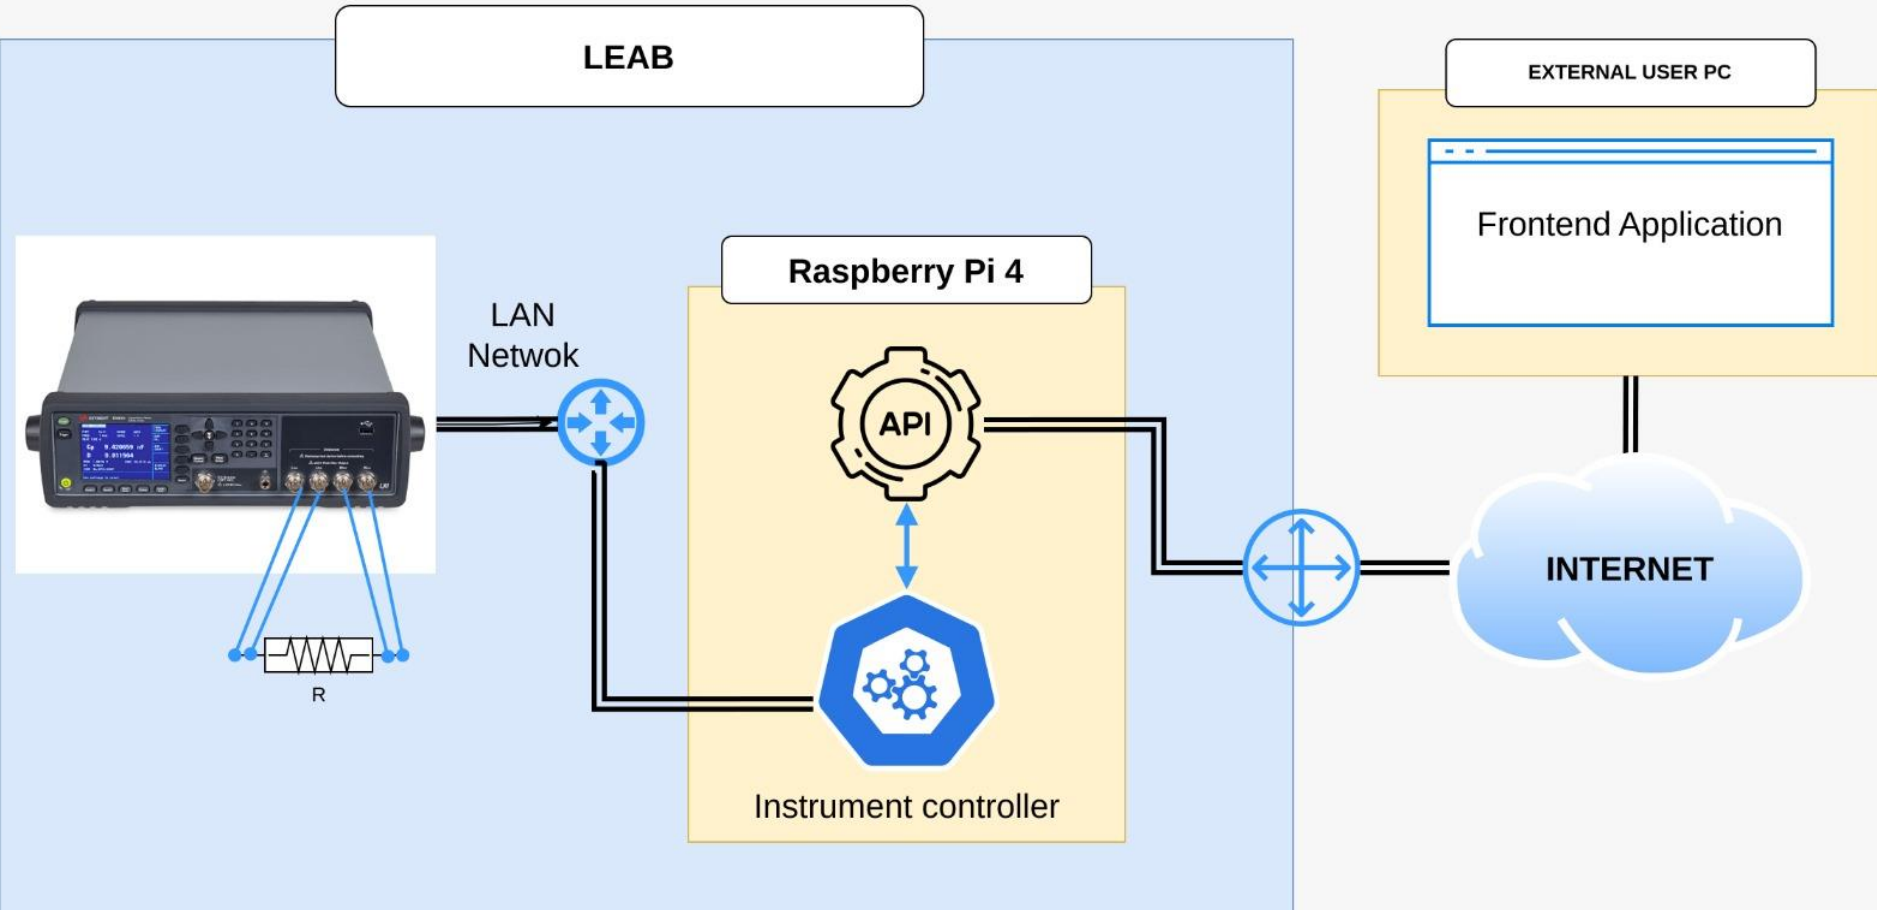 LEAB
EXTERNAL USER PC
Frontend Application
Raspberry Pi 4
LAN
Netwok
API
INTERNET
R
Instrument controller